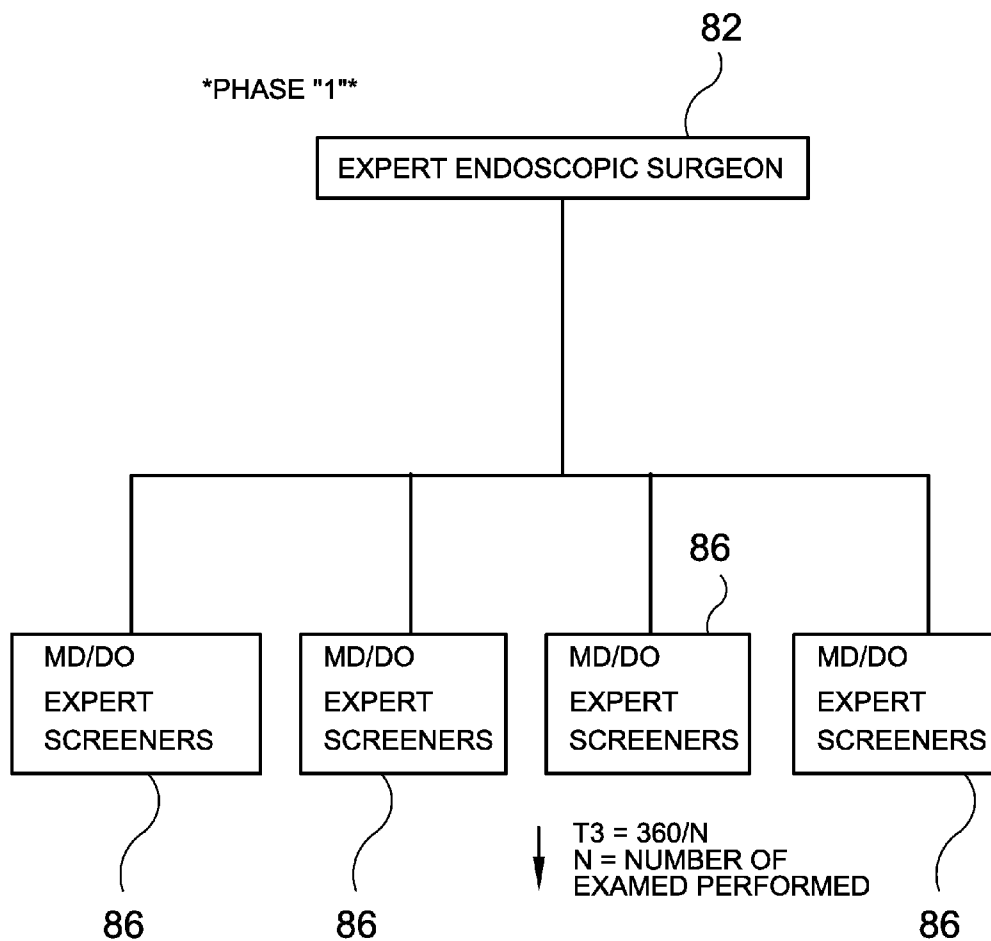 82
*PHASE "1"*
EXPERT ENDOSCOPIC SURGEON
86
MD/DO
EXPERT
SCREENERS
MD/DO
EXPERT
SCREENERS
MD/DO
EXPERT
SCREENERS
MD/DO
EXPERT
SCREENERS
T3 = 360/N
N = NUMBER OF
EXAMED PERFORMED
86
86
86